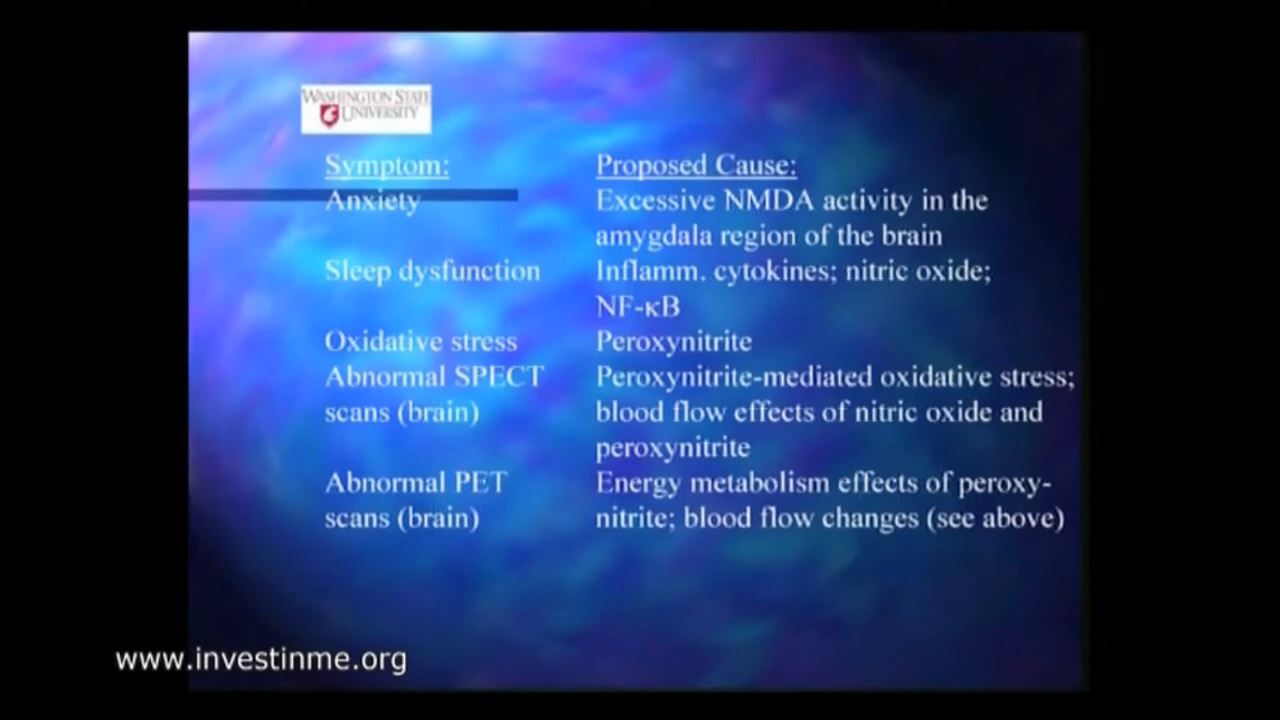 WASHINGTON STATE
UNIVERSITY
Symptom: Proposed Cause:
Anxiety Excessive NMDA activity in the
amygdala region of the brain
Sleep dysfunction Inflamm. cytokines; nitric oxide;
NF-κB
Oxidative stress Peroxynitrite
Abnormal SPECT Peroxynitrite-mediated oxidative stress;
scans (brain) blood flow effects of nitric oxide and
peroxynitrite
Abnormal PET Energy metabolism effects of peroxy-
scans (brain) nitrite; blood flow changes (see above)
www.investinme.org